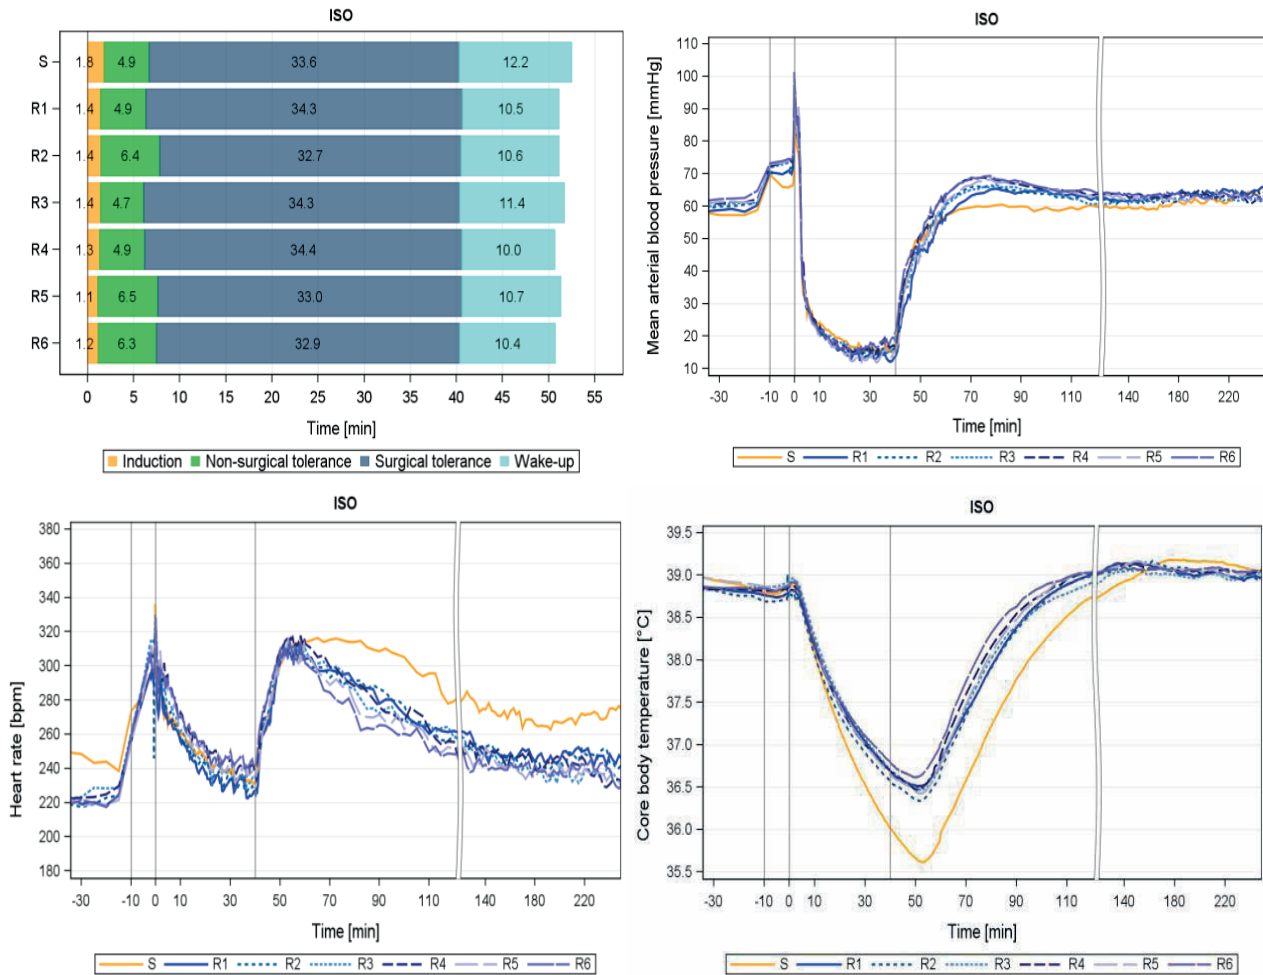 ISO
S 1.8 4.9 33.6 12.2
R1 1.4 4.9 34.3 10.5
R2 1.4 6.4 32.7 10.6
R3 1.4 4.7 34.3 11.4
R4 1.3 4.9 34.4 10.0
R5 1.1 6.5 33.0 10.7
R6 1.2 6.3 32.9 10.4
0 5 10 15 20 25 30 35 40 45 50 55
Time [min]
Induction Non-surgical tolerance Surgical tolerance Wake-up
ISO
Mean arterial blood pressure [mmHg]
110
100
90
80
70
60
50
40
30
20
10
-30 -10 0 10 30 50 70 90 110 140 180 220
Time [min]
S R1 R2 R3 R4 R5 R6
ISO
Heart rate [bpm]
380
360
340
320
300
280
260
240
220
200
180
-30 -10 0 10 30 50 70 90 110 140 180 220
Time [min]
S R1 R2 R3 R4 R5 R6
ISO
Core body temperature [°C]
39.5
39.0
38.5
38.0
37.5
37.0
36.5
36.0
35.5
-30 -10 0 10 30 50 70 90 110 140 180 220
Time [min]
S R1 R2 R3 R4 R5 R6